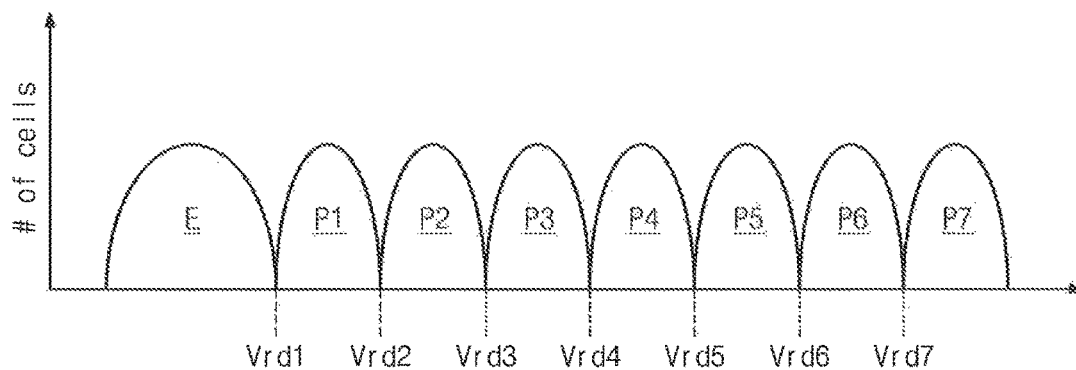 # of cells
E P1 P2 P3 P4 P5 P6 P7
Vrd1 Vrd2 Vrd3 Vrd4 Vrd5 Vrd6 Vrd7